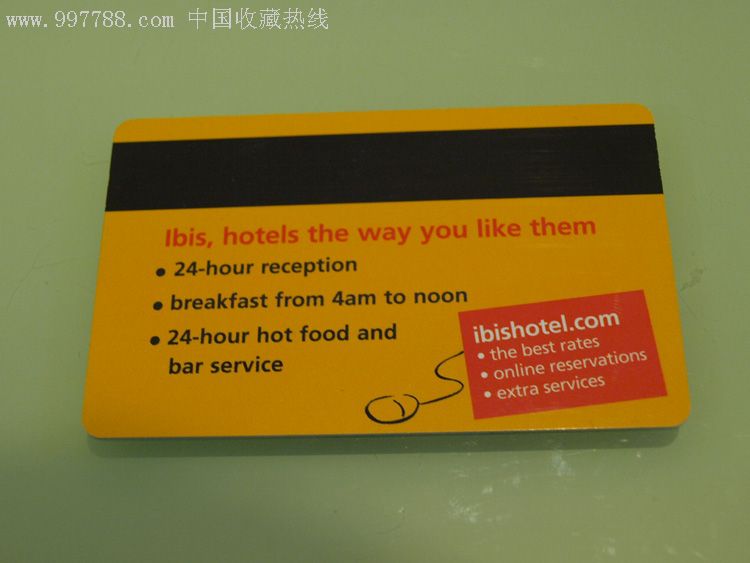 www.997788.com 中国收藏热线
Ibis, hotels the way you like them
• 24-hour reception
• breakfast from 4am to noon
• 24-hour hot food and
bar service
ibishotel.com
• the best rates
• online reservations
• extra services